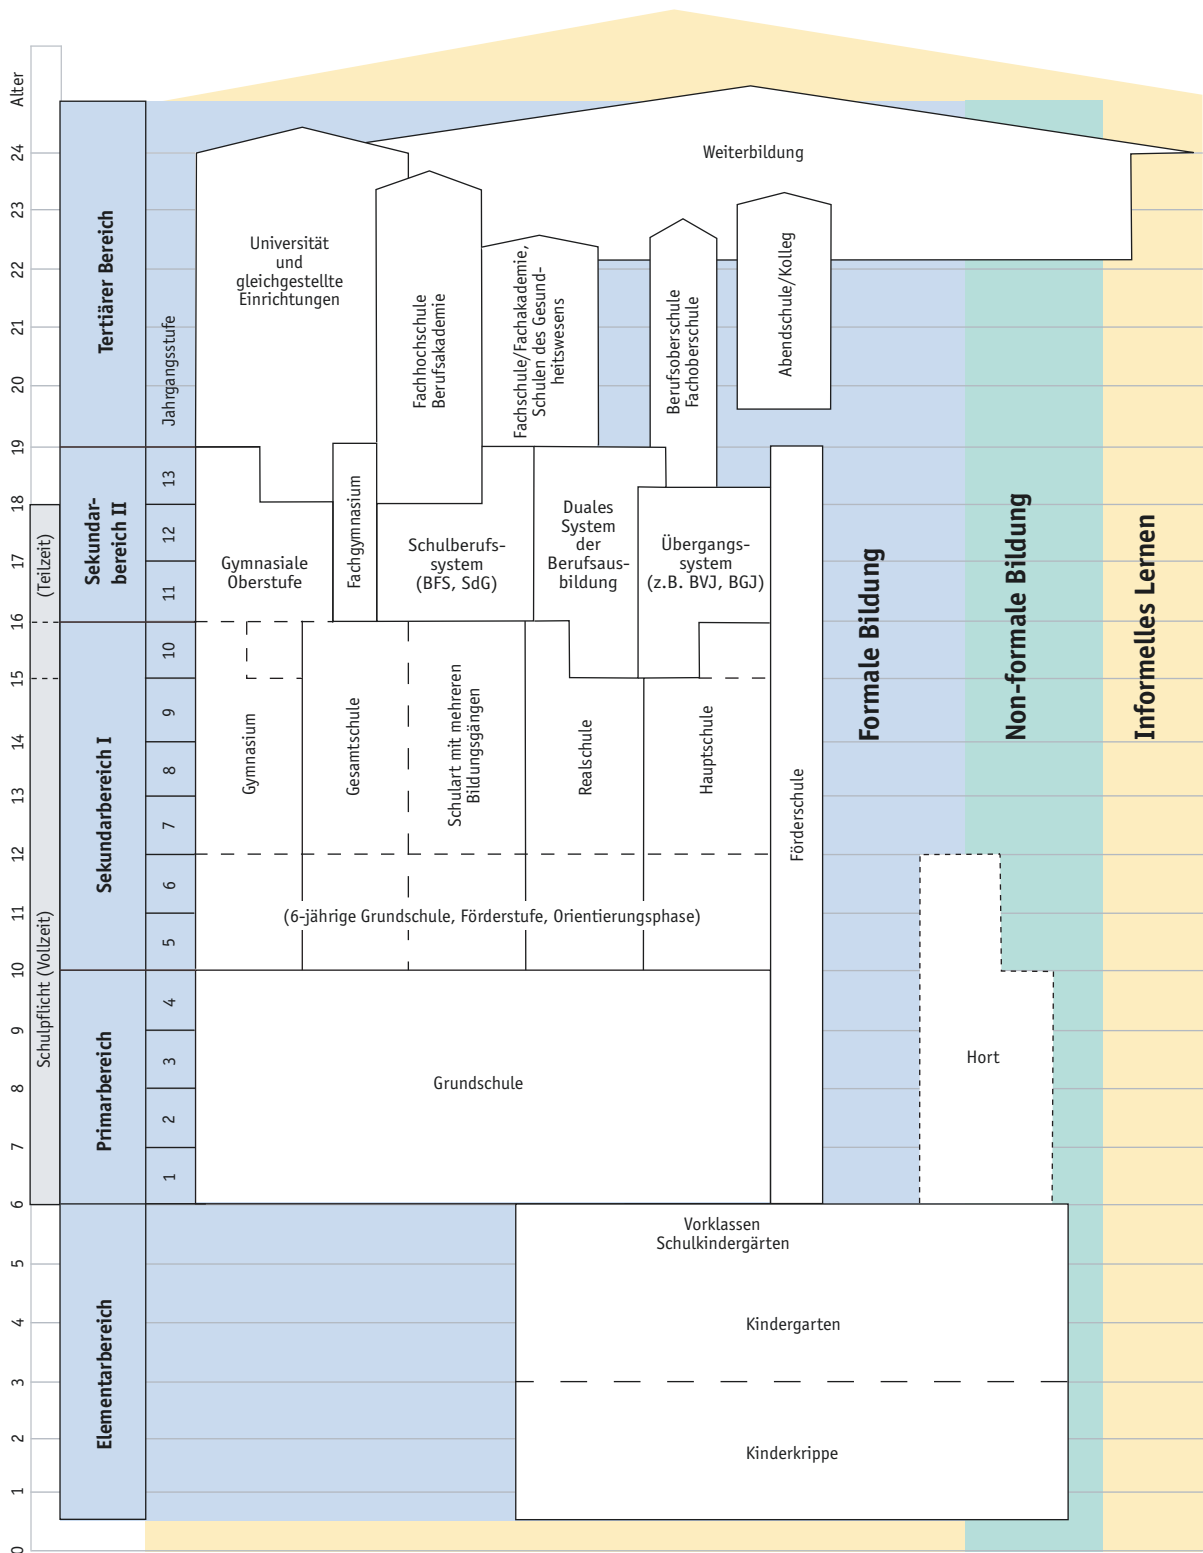 Alter
24
23
22
21
20
19
18
17
16
15
14
13
12
11
10
9
8
7
6
5
4
3
2
1
0
(Teilzeit)
Schulpflicht (Vollzeit)
Tertiärer Bereich
Sekundar-
bereich II
Sekundarbereich I
Primarbereich
Elementarbereich
Jahrgangsstufe
13
12
11
10
9
8
7
6
5
4
3
2
1
Weiterbildung
Universität
und
gleichgestellte
Einrichtungen
Fachhochschule
Berufsakademie
Fachschule/Fachakademie,
Schulen des Gesund-
heitswesens
Berufsoberschule
Fachoberschule
Abendschule/Kolleg
Gymnasiale
Oberstufe
Fachgymnasium
Schulberufs-
system
(BFS, SdG)
Duales
System
der
Berufsaus-
bildung
Übergangs-
system
(z.B. BVJ, BGJ)
Gymnasium
Gesamtschule
Schulart mit mehreren
Bildungsgängen
Realschule
Hauptschule
Förderschule
(6-jährige Grundschule, Förderstufe, Orientierungsphase)
Grundschule
Hort
Formale Bildung
Non-formale Bildung
Informelles Lernen
Vorklassen
Schulkindergärten
Kindergarten
Kinderkrippe